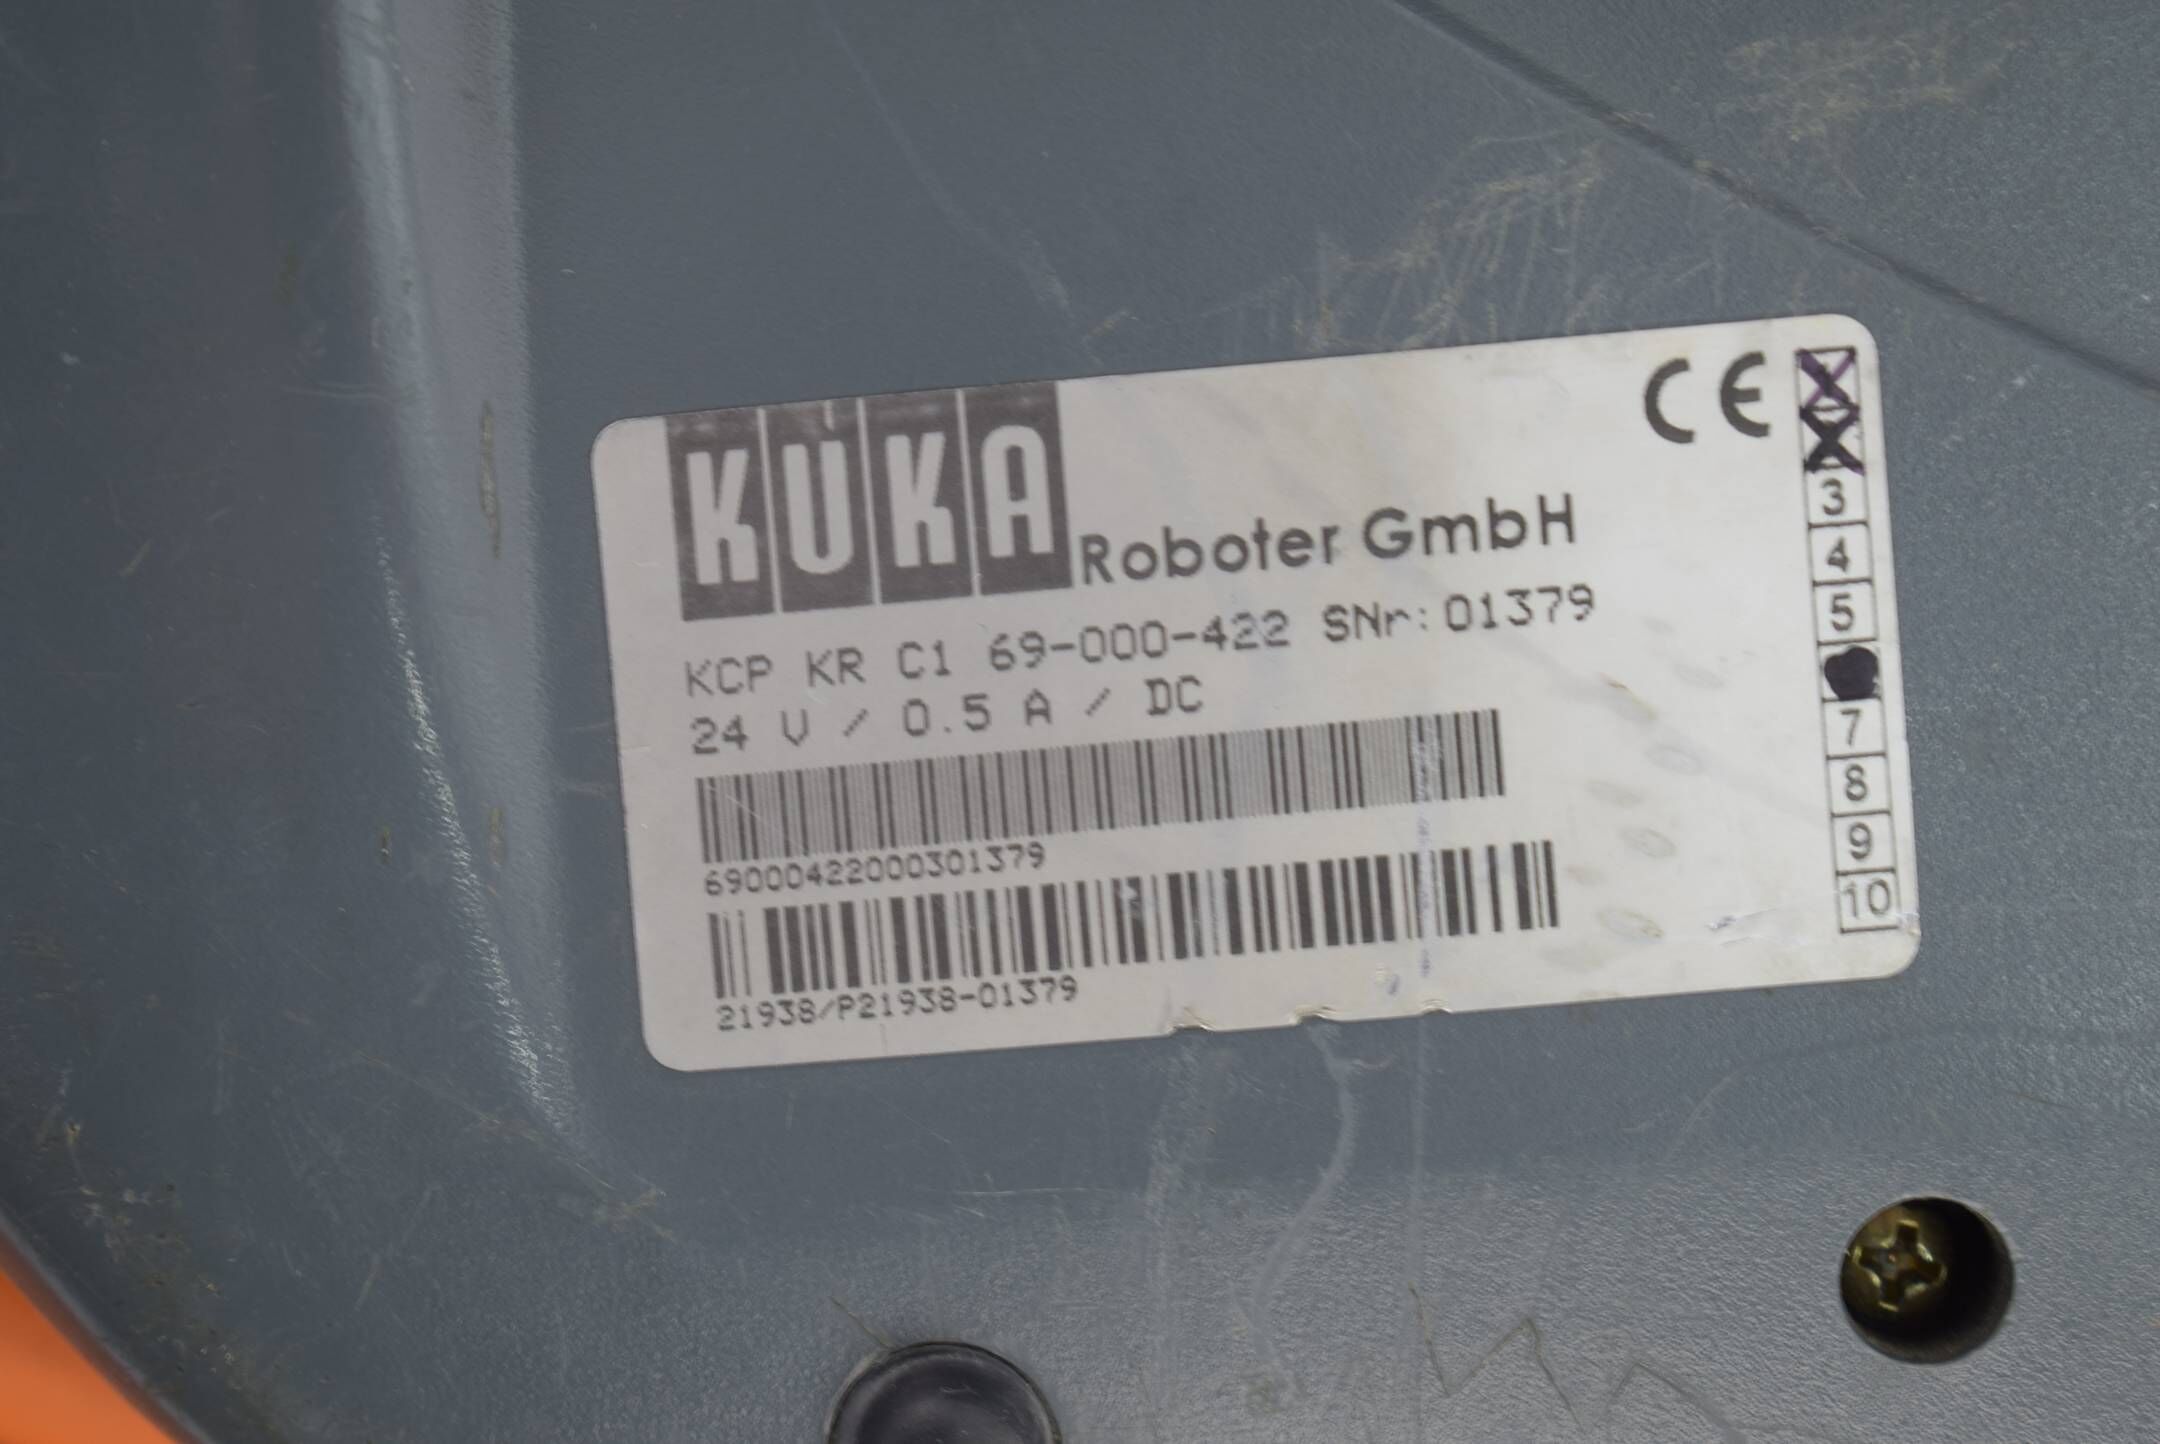 KUKA Roboter GmbH
CE
KCP KR C1 69-000-422 SNr: 01379
24 V / 0.5 A / DC
69000422000301379
21938/P21938-01379
3
4
5
7
8
9
10